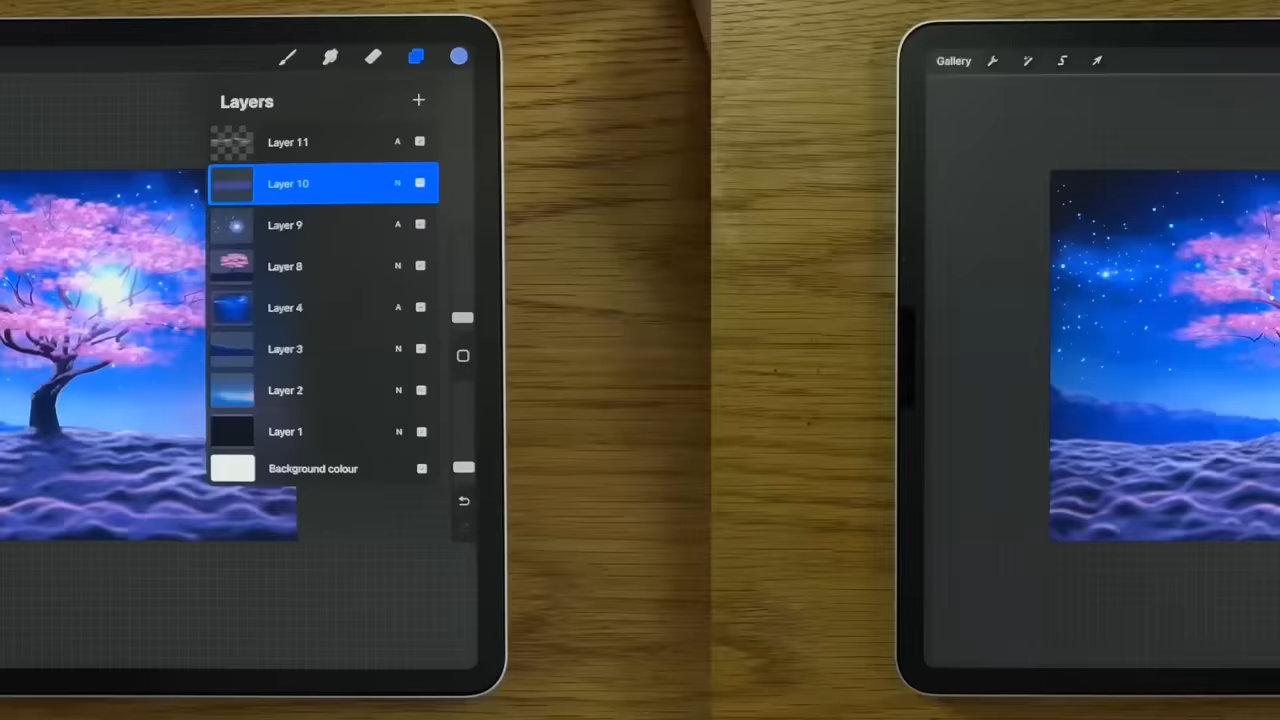 Layers
Layer 11 A
Layer 10 N
Layer 9 A
Layer 8 N
Layer 4 A
Layer 3 N
Layer 2 N
Layer 1 N
Background colour
Gallery